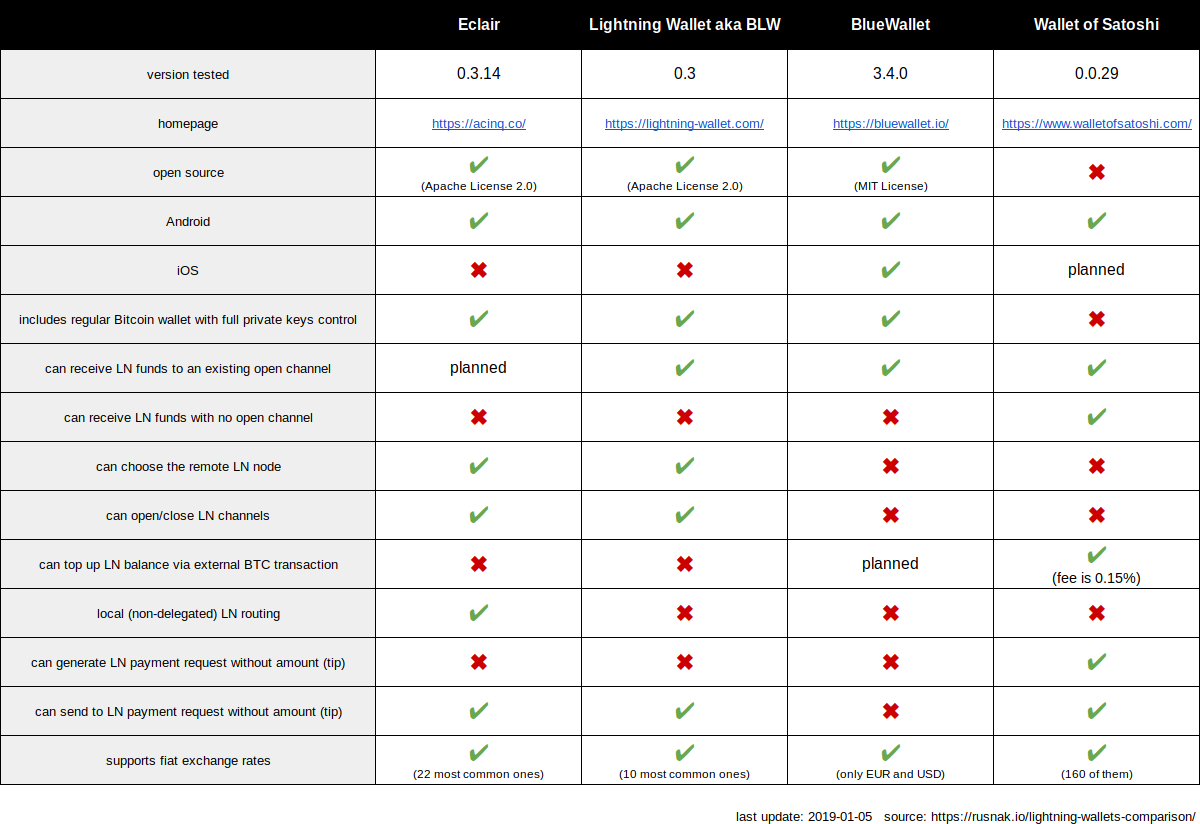 Eclair Lightning Wallet aka BLW BlueWallet Wallet of Satoshi
version tested 0.3.14 0.3 3.4.0 0.0.29
homepage https://acinq.co/ https://lightning-wallet.com/ https://bluewallet.io/ https://www.walletofsatoshi.com/
open source ✔ ✔ ✔ ✖
(Apache License 2.0) (Apache License 2.0) (MIT License)
Android ✔ ✔ ✔ ✔
iOS ✖ ✖ ✔ planned
includes regular Bitcoin wallet with full private keys control ✔ ✔ ✔ ✖
can receive LN funds to an existing open channel planned ✔ ✔ ✔
can receive LN funds with no open channel ✖ ✖ ✖ ✔
can choose the remote LN node ✔ ✔ ✖ ✖
can open/close LN channels ✔ ✔ ✖ ✖
can top up LN balance via external BTC transaction ✖ ✖ planned ✔
(fee is 0.15%)
local (non-delegated) LN routing ✔ ✖ ✖ ✖
can generate LN payment request without amount (tip) ✖ ✖ ✖ ✔
can send to LN payment request without amount (tip) ✔ ✔ ✖ ✔
supports fiat exchange rates ✔ ✔ ✔ ✔
(22 most common ones) (10 most common ones) (only EUR and USD) (160 of them)
last update: 2019-01-05 source: https://rusnak.io/lightning-wallets-comparison/